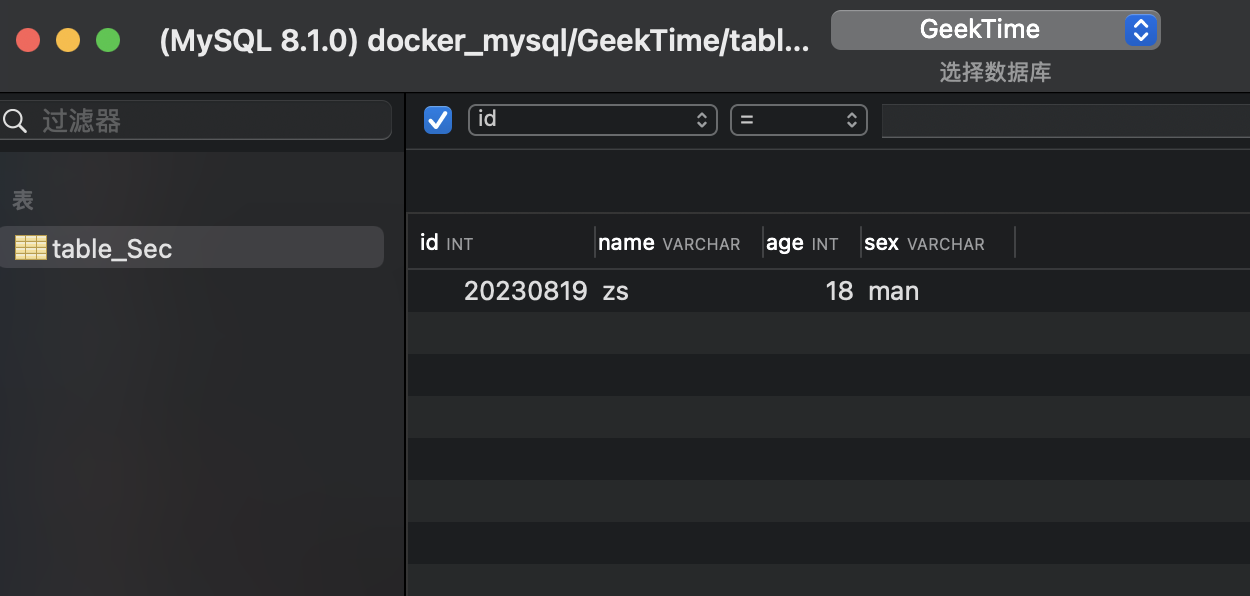 (MySQL 8.1.0) docker_mysql/GeekTime/tabl...
GeekTime
选择数据库
过滤器
id
=
表
table_Sec
id INT name VARCHAR age INT sex VARCHAR
20230819 zs 18 man